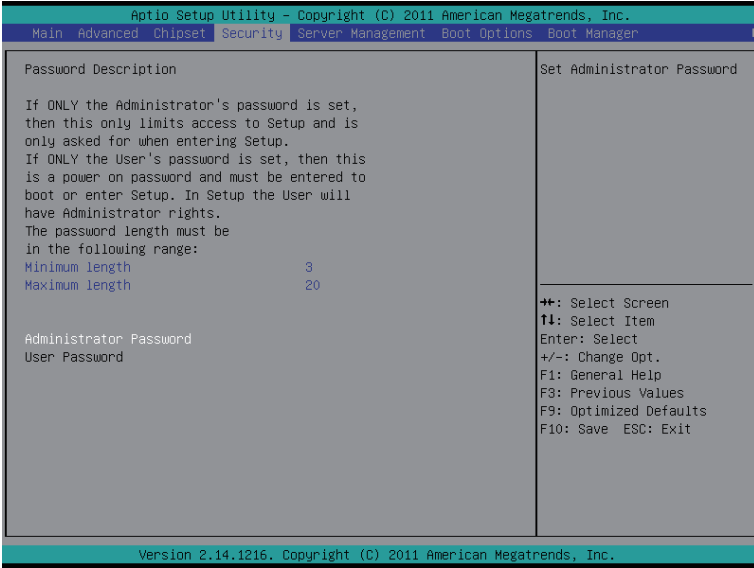 Aptio Setup Utility – Copyright (C) 2011 American Megatrends, Inc.
Main Advanced Chipset Security Server Management Boot Options Boot Manager
Password Description
If ONLY the Administrator's password is set,
then this only limits access to Setup and is
only asked for when entering Setup.
If ONLY the User's password is set, then this
is a power on password and must be entered to
boot or enter Setup. In Setup the User will
have Administrator rights.
The password length must be
in the following range:
Minimum length 3
Maximum length 20
Administrator Password
User Password
Set Administrator Password
→←: Select Screen
↑↓: Select Item
Enter: Select
+/-: Change Opt.
F1: General Help
F3: Previous Values
F9: Optimized Defaults
F10: Save ESC: Exit
Version 2.14.1216. Copyright (C) 2011 American Megatrends, Inc.